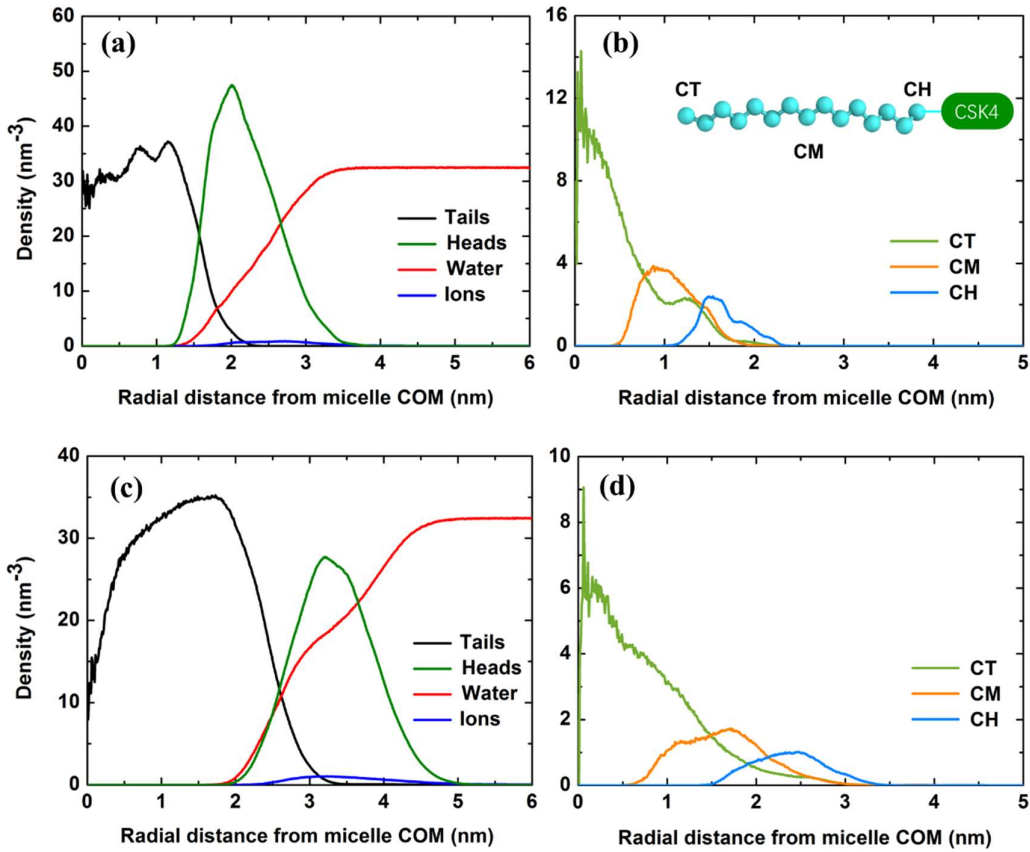 (a)
60
50
40
30
20
10
0
Density (nm⁻³)
Tails
Heads
Water
Ions
0 1 2 3 4 5 6
Radial distance from micelle COM (nm)
(b)
16
12
8
4
0
CT
CH
CSK4
CM
CT
CM
CH
0 1 2 3 4 5
Radial distance from micelle COM (nm)
(c)
40
30
20
10
0
Density (nm⁻³)
Tails
Heads
Water
Ions
0 1 2 3 4 5 6
Radial distance from micelle COM (nm)
(d)
10
8
6
4
2
0
CT
CM
CH
0 1 2 3 4 5
Radial distance from micelle COM (nm)